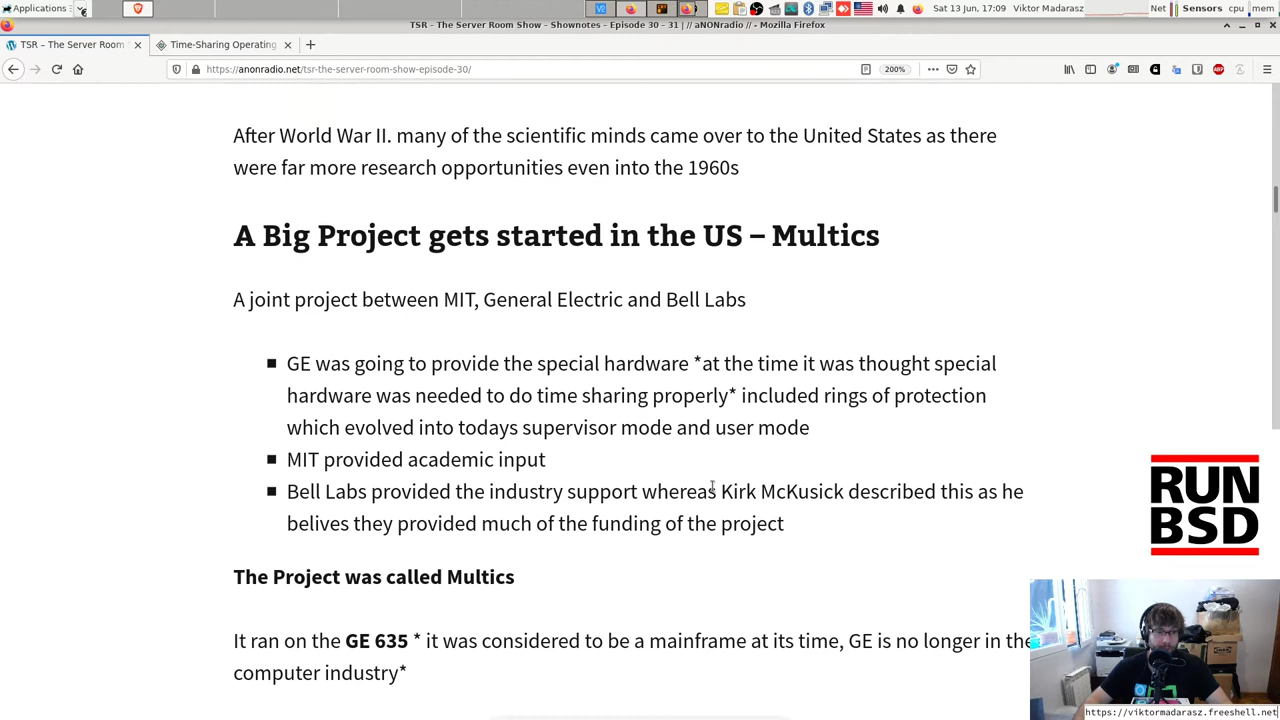 Applications
Sat 13 Jun, 17:09 Viktor Madarasz Net Sensors cpu mem
TSR – The Server Room Show – Shownotes – Episode 30 – 31 | // aNONradio // - Mozilla Firefox
TSR – The Server Room
Time-Sharing Operating
https://anonradio.net/tsr-the-server-room-show-episode-30/
200%
After World War II. many of the scientific minds came over to the United States as there
were far more research opportunities even into the 1960s
A Big Project gets started in the US – Multics
A joint project between MIT, General Electric and Bell Labs
GE was going to provide the special hardware *at the time it was thought special
hardware was needed to do time sharing properly* included rings of protection
which evolved into todays supervisor mode and user mode
MIT provided academic input
Bell Labs provided the industry support whereas Kirk McKusick described this as he
belives they provided much of the funding of the project
The Project was called Multics
It ran on the GE 635 * it was considered to be a mainframe at its time, GE is no longer in the
computer industry*
RUN
BSD
https://viktormadarasz.freeshell.net